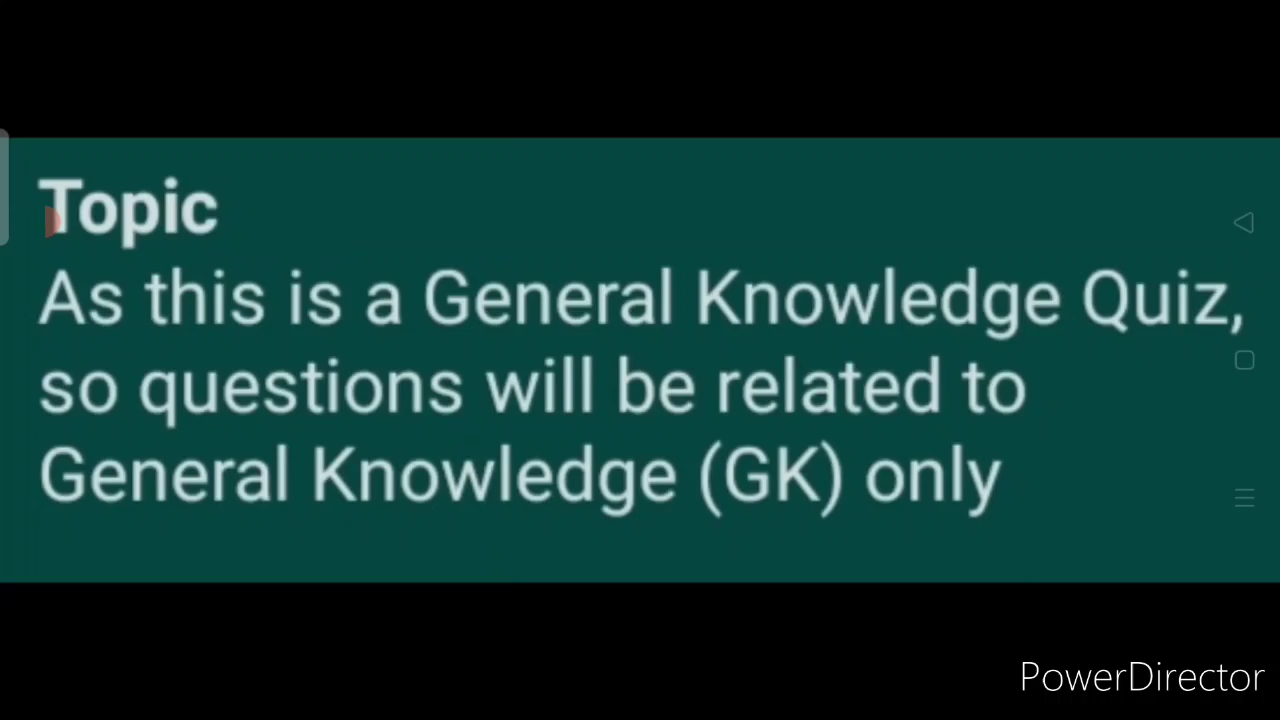 Topic
As this is a General Knowledge Quiz,
so questions will be related to
General Knowledge (GK) only
PowerDirector